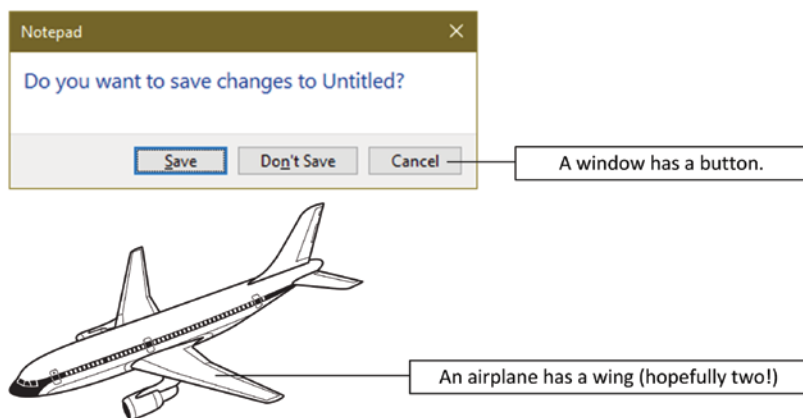 Notepad
Do you want to save changes to Untitled?
Save Don't Save Cancel
A window has a button.
An airplane has a wing (hopefully two!)